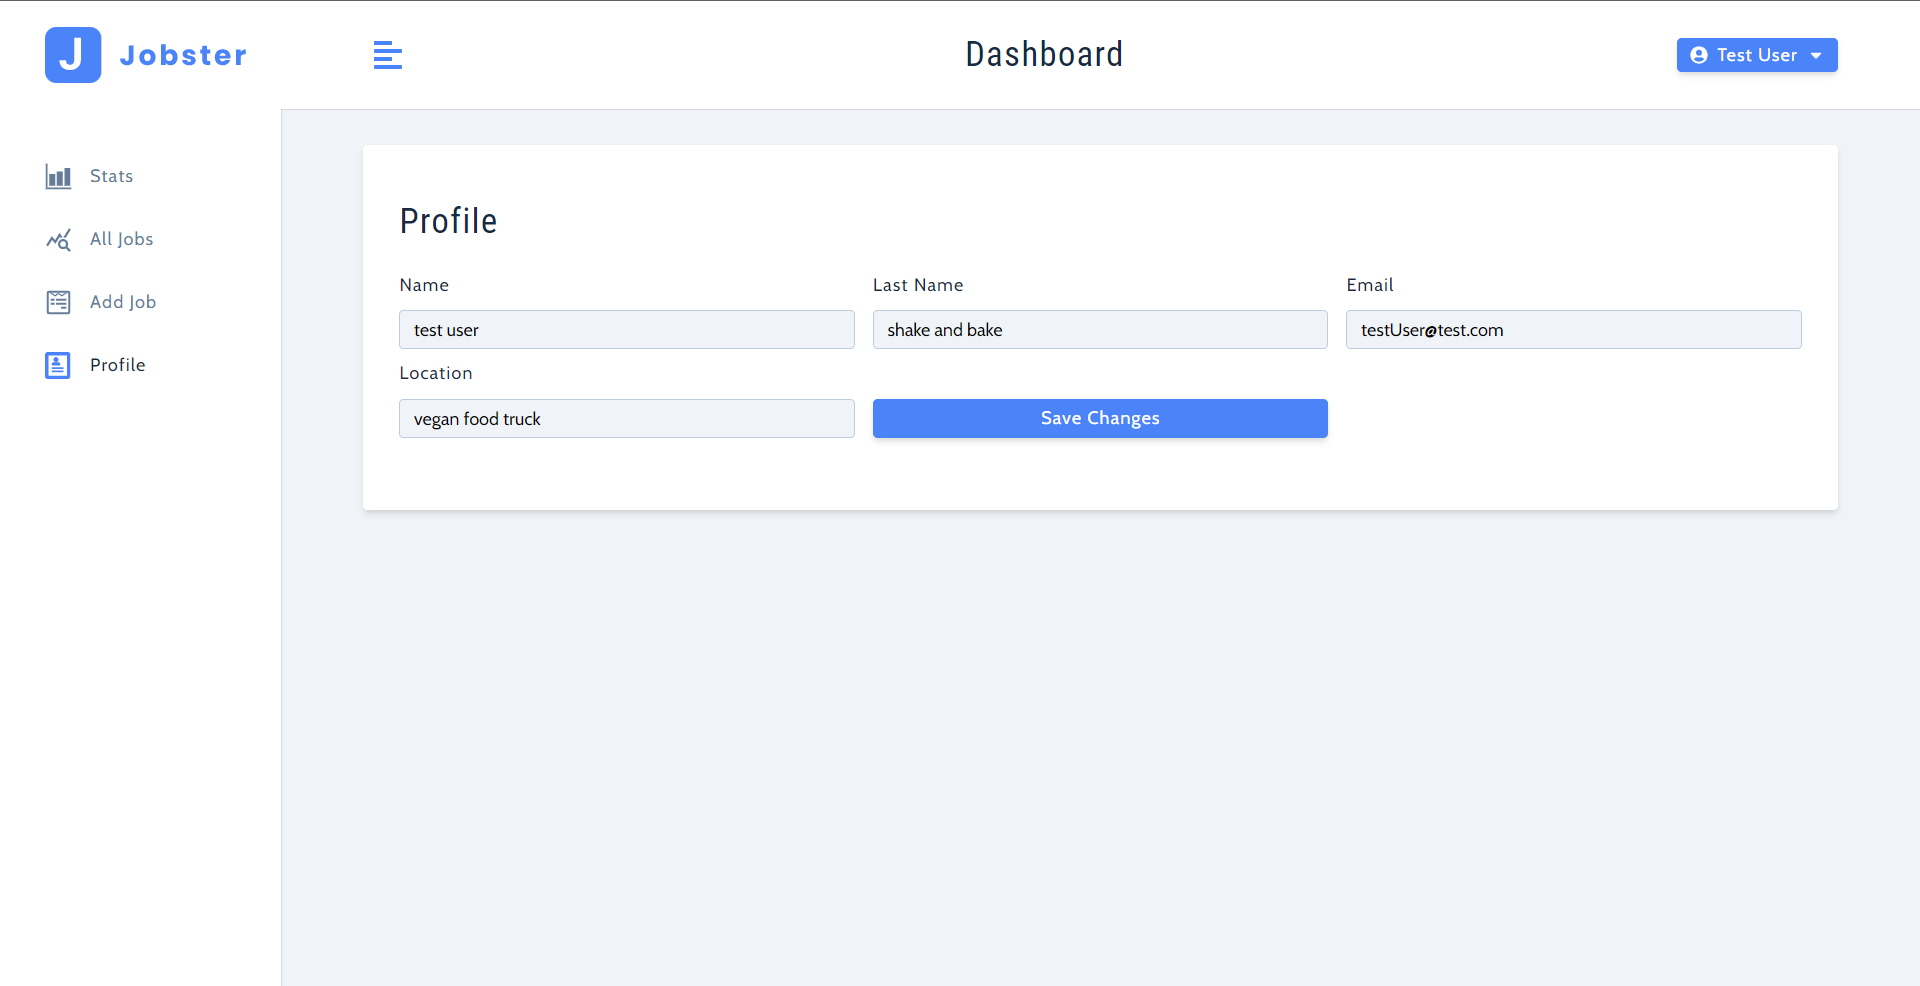 J Jobster
Dashboard
Test User
Stats
All Jobs
Add Job
Profile
Profile
Name
Last Name
Email
test user
shake and bake
testUser@test.com
Location
vegan food truck
Save Changes